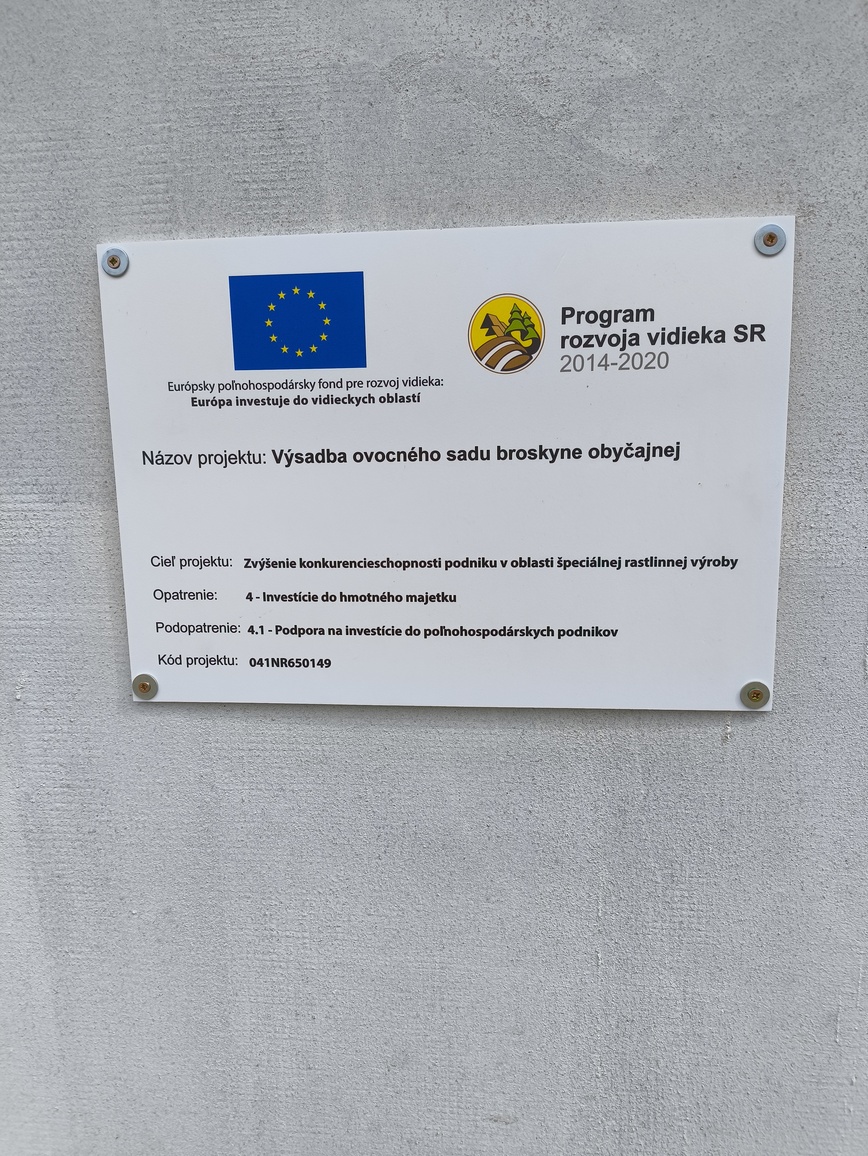 Európsky poľnohospodársky fond pre rozvoj vidieka:
Európa investuje do vidieckych oblastí
Program
rozvoja vidieka SR
2014-2020
Názov projektu: Výsadba ovocného sadu broskyne obyčajnej
Cieľ projektu: Zvýšenie konkurencieschopnosti podniku v oblasti špeciálnej rastlinnej výroby
Opatrenie: 4 - Investície do hmotného majetku
Podopatrenie: 4.1 - Podpora na investície do poľnohospodárskych podnikov
Kód projektu: 041NR650149